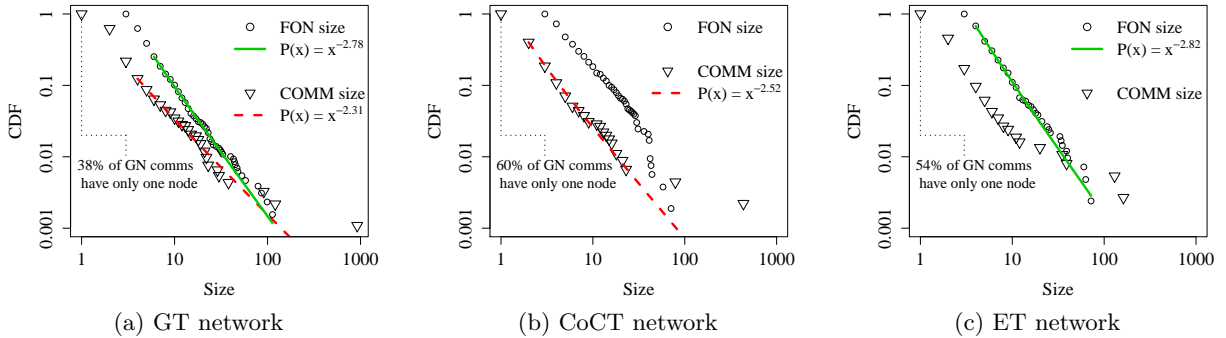 1
0.1
0.01
0.001
CDF
1
10
100
1000
Size
FON size
P(x) = x^−2.78
COMM size
P(x) = x^−2.31
38% of GN comms
have only one node
(a) GT network
1
0.1
0.01
0.001
CDF
1
10
100
1000
Size
FON size
COMM size
P(x) = x^−2.52
60% of GN comms
have only one node
(b) CoCT network
1
0.1
0.01
0.001
CDF
1
10
100
1000
Size
FON size
P(x) = x^−2.82
COMM size
54% of GN comms
have only one node
(c) ET network